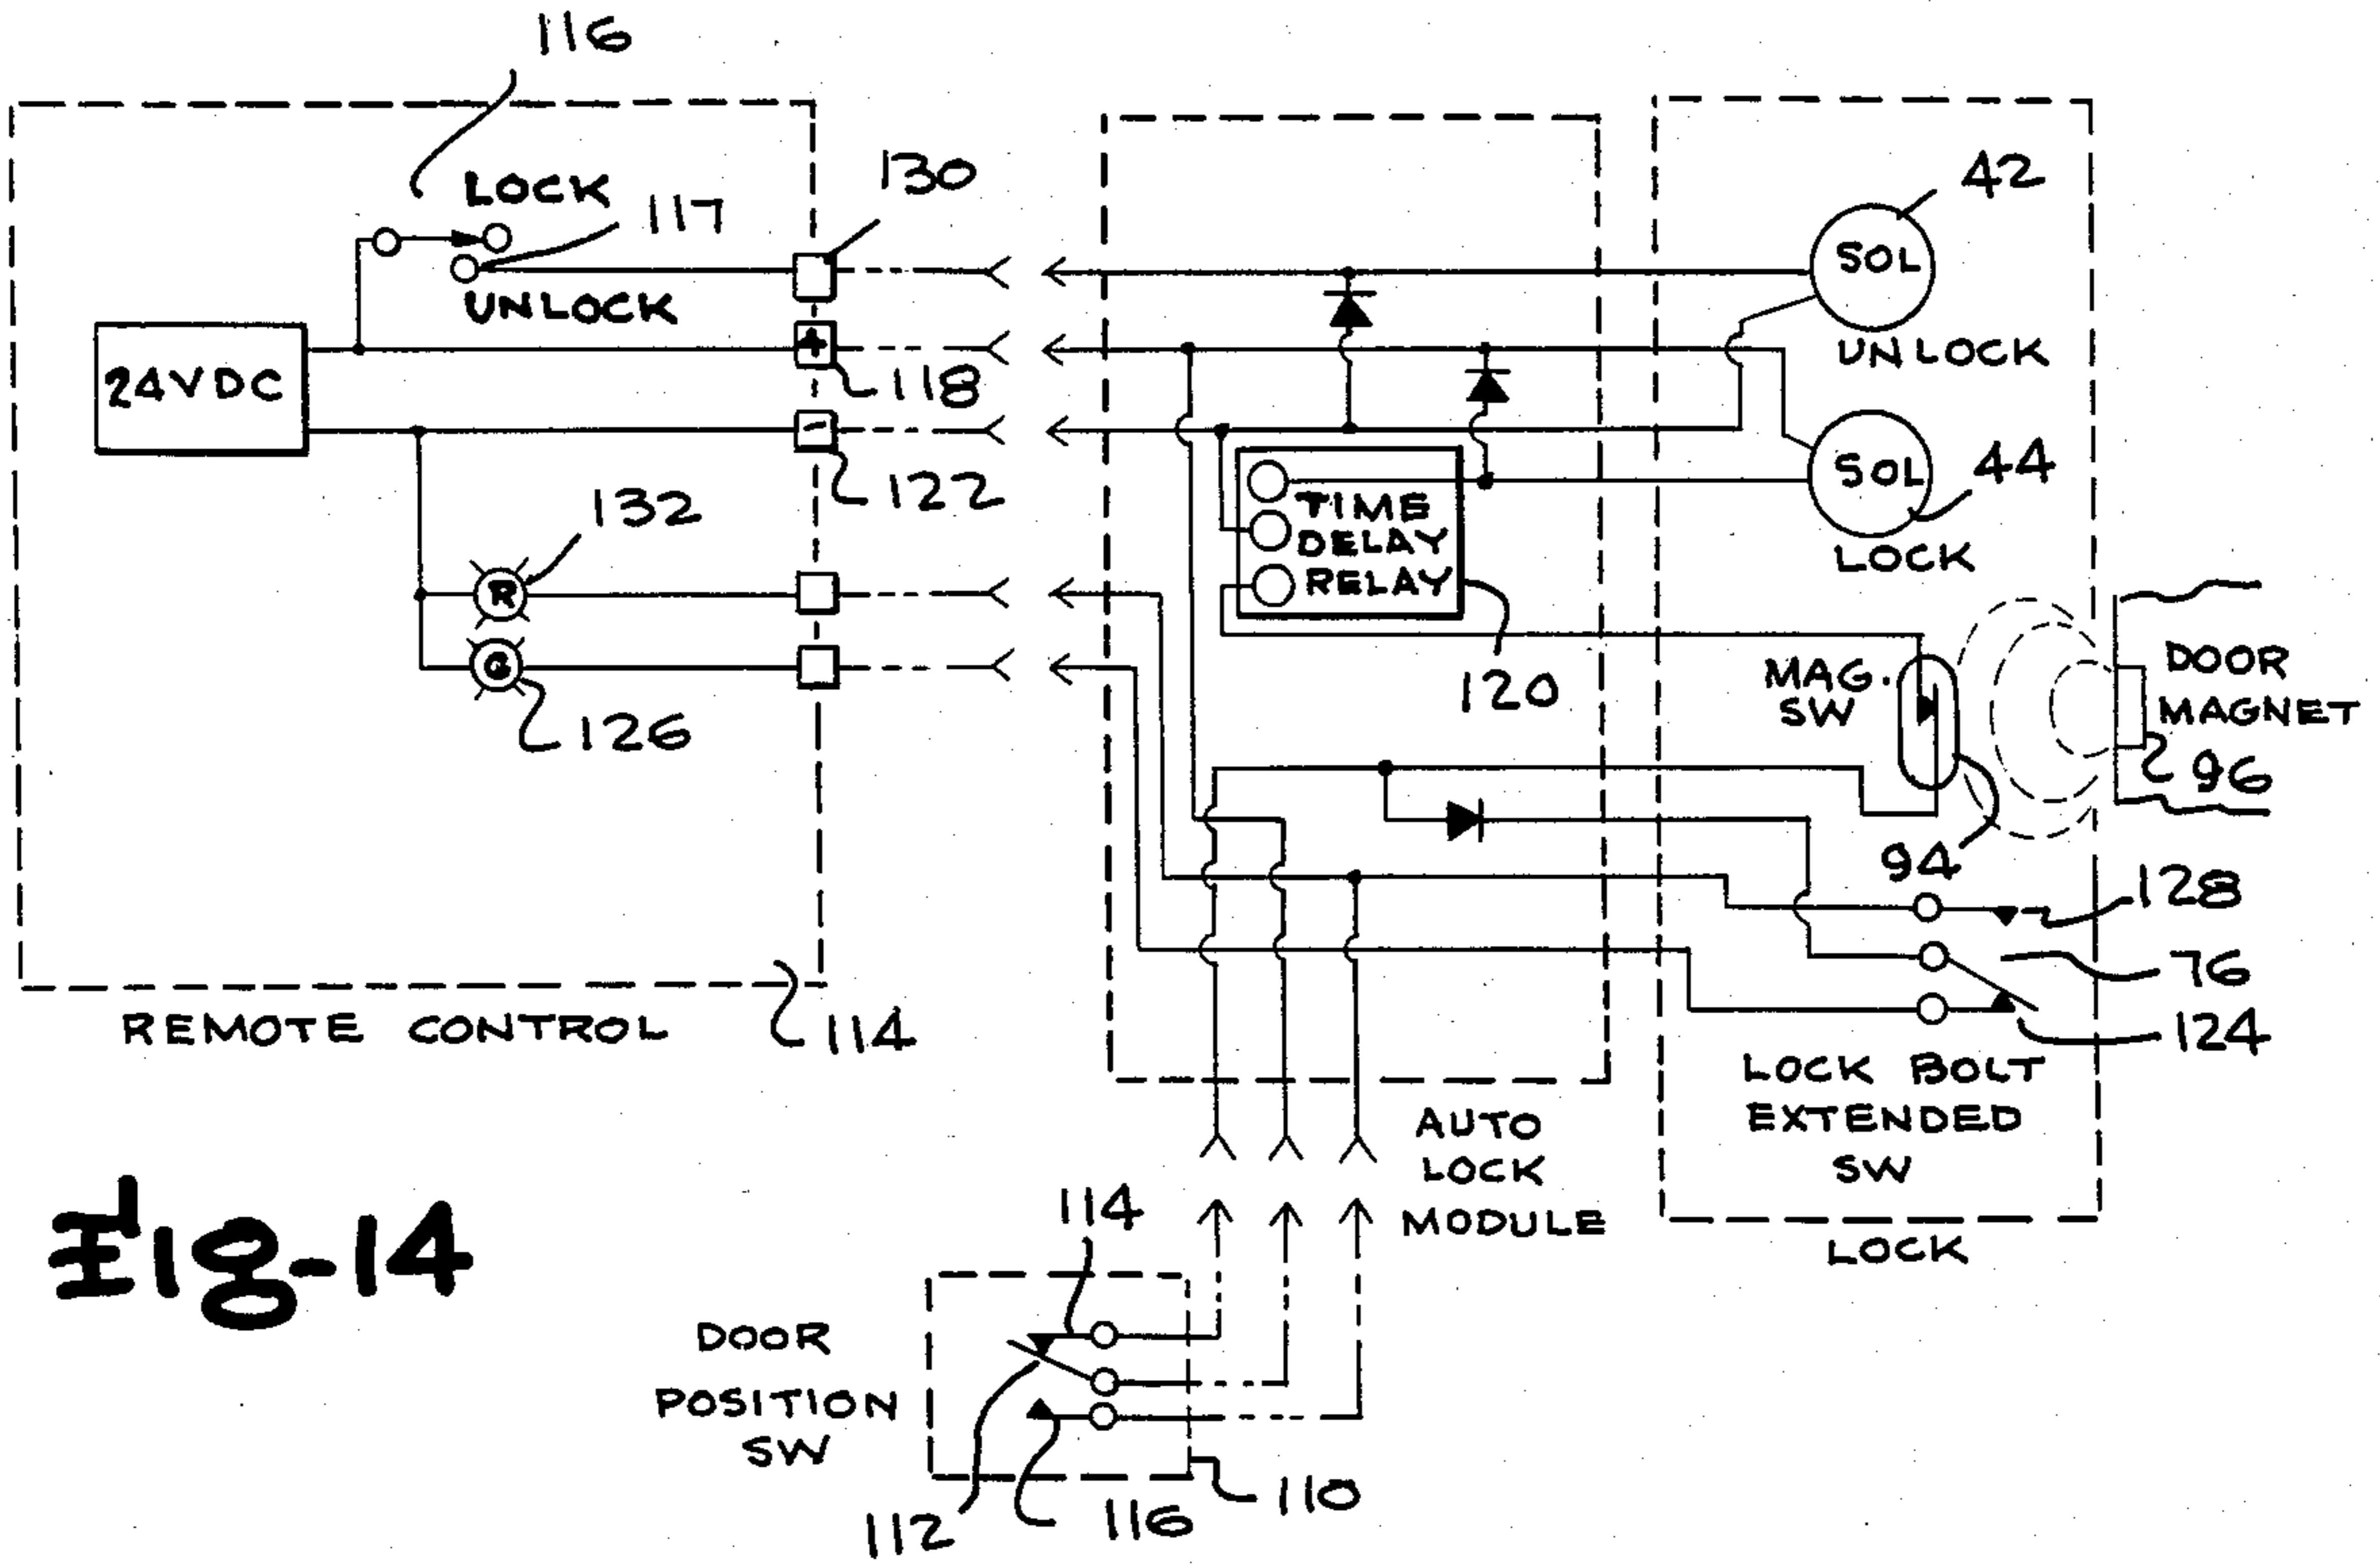 116
LOCK
117
130
UNLOCK
24VDC
+
118
-
122
132
R
G
126
REMOTE CONTROL
114
42
SOL
UNLOCK
SOL
44
LOCK
TIME
DELAY
RELAY
120
MAG.
SW
DOOR
MAGNET
96
94
128
76
124
LOCK BOLT
EXTENDED
SW
LOCK
AUTO
LOCK
MODULE
114
DOOR
POSITION
SW
112
116
110
Fig-14